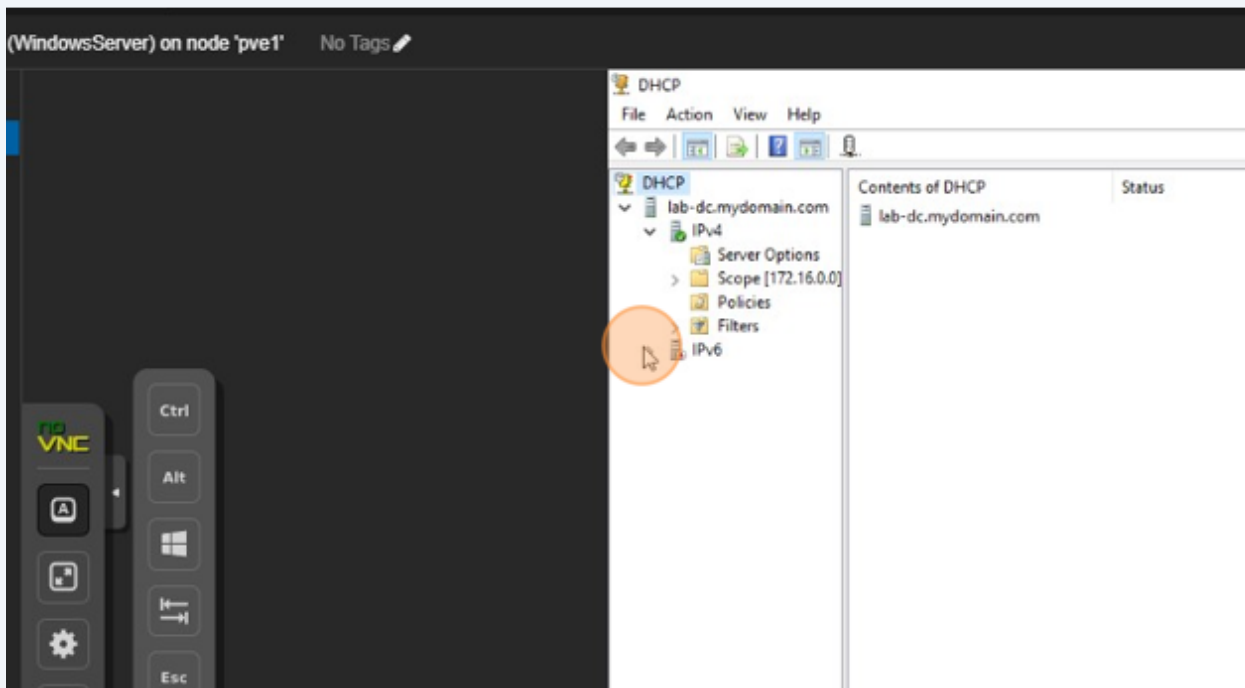 (WindowsServer) on node 'pve1' No Tags
DHCP
File Action View Help
DHCP
lab-dc.mydomain.com
IPv4
Server Options
Scope [172.16.0.0]
Policies
Filters
IPv6
Contents of DHCP Status
lab-dc.mydomain.com
no
VNC
A
Ctrl
Alt
Esc